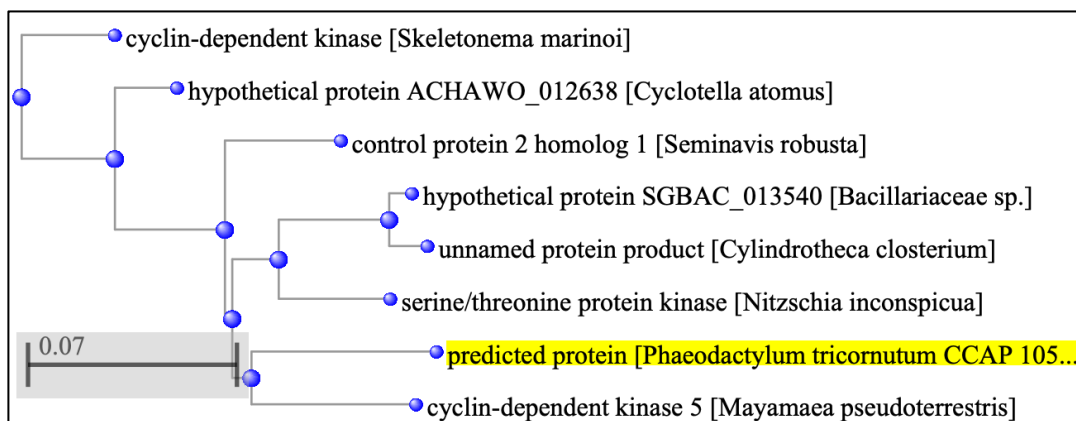 cyclin-dependent kinase [Skeletonema marinoi]
hypothetical protein ACHAWO_012638 [Cyclotella atomus]
control protein 2 homolog 1 [Seminavis robusta]
hypothetical protein SGBAC_013540 [Bacillariaceae sp.]
unnamed protein product [Cylindrotheca closterium]
serine/threonine protein kinase [Nitzschia inconspicua]
0.07
predicted protein [Phaeodactylum tricornutum CCAP 105...
cyclin-dependent kinase 5 [Mayamaea pseudoterrestris]